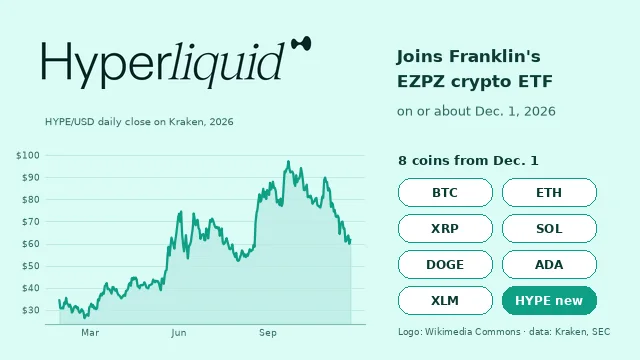 Hyperliquid
HYPE/USD daily close on Kraken, 2026
$100
$90
$80
$70
$60
$50
$40
$30
Mar
Jun
Sep
Joins Franklin's
EZPZ crypto ETF
on or about Dec. 1, 2026
8 coins from Dec. 1
BTC
ETH
XRP
SOL
DOGE
ADA
XLM
HYPE new
Logo: Wikimedia Commons · data: Kraken, SEC